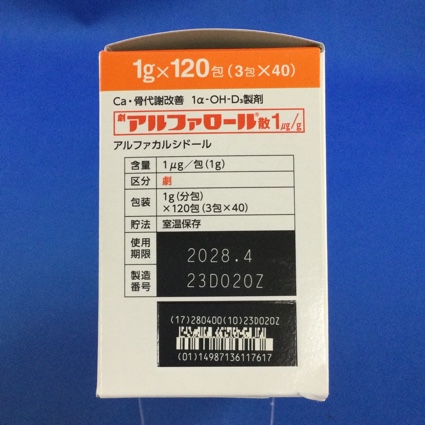 1g×120包(3包×40)
Ca・骨代謝改善 1α-OH-D₃製剤
劇 アルファロール®散1μg/g
アルファカルシドール
含量 1μg/包(1g)
区分 劇
包装 1g(分包)
×120包(3包×40)
貯法 室温保存
使用
期限 2028.4
製造
番号 23D020Z
(17)280400(10)23D020Z
(01)14987136117617